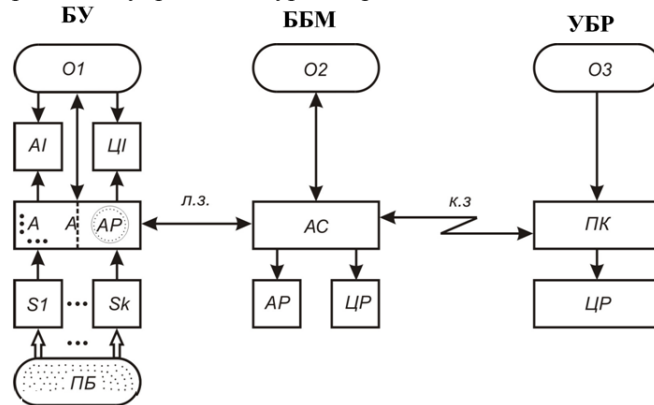 БУ ББМ УБР
О1 О2 О3
АІ ЦІ
А А АР л.з. АС к.з ПК
S1 ... Sk АР ЦР ЦР
...
ПБ